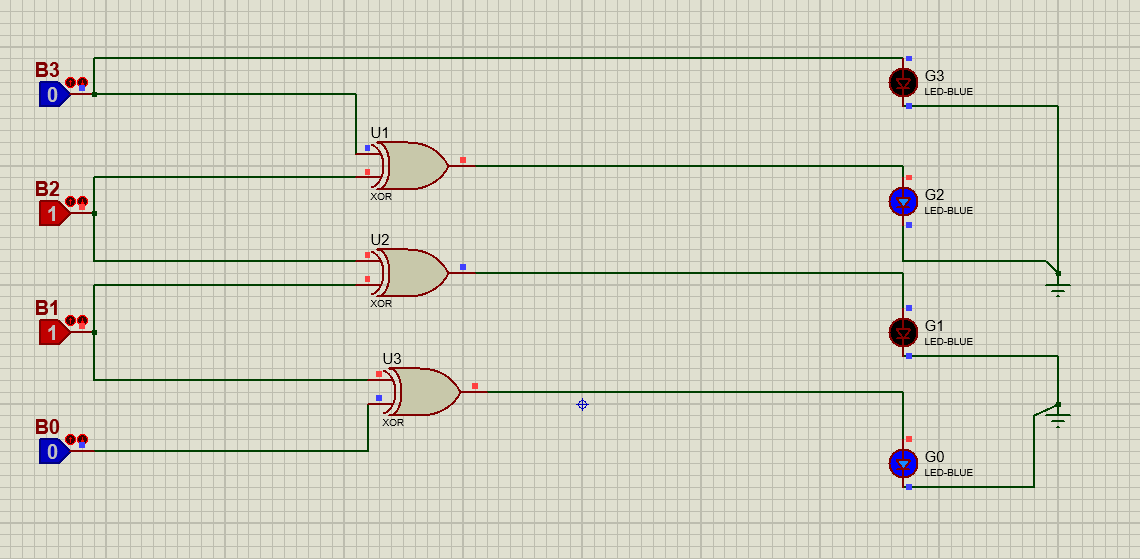 B3
0
G3
LED-BLUE
U1
XOR
B2
1
G2
LED-BLUE
U2
XOR
B1
1
G1
LED-BLUE
U3
XOR
B0
0
G0
LED-BLUE